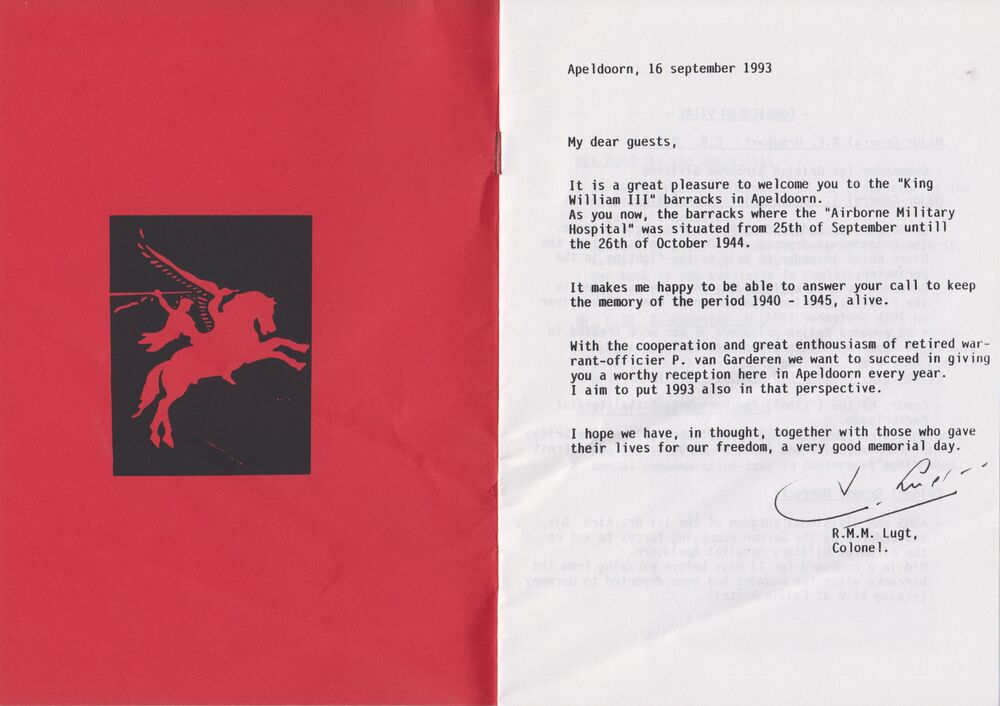 Apeldoorn, 16 september 1993
My dear guests,
It is a great pleasure to welcome you to the "King
William III" barracks in Apeldoorn.
As you now, the barracks where the "Airborne Military
Hospital" was situated from 25th of September untill
the 26th of October 1944.
It makes me happy to be able to answer your call to keep
the memory of the period 1940 - 1945, alive.
With the cooperation and great enthousiasm of retired war-
rant-officier P. van Garderen we want to succeed in giving
you a worthy reception here in Apeldoorn every year.
I aim to put 1993 also in that perspective.
I hope we have, in thought, together with those who gave
their lives for our freedom, a very good memorial day.
R.M.M. Lugt,
Colonel.